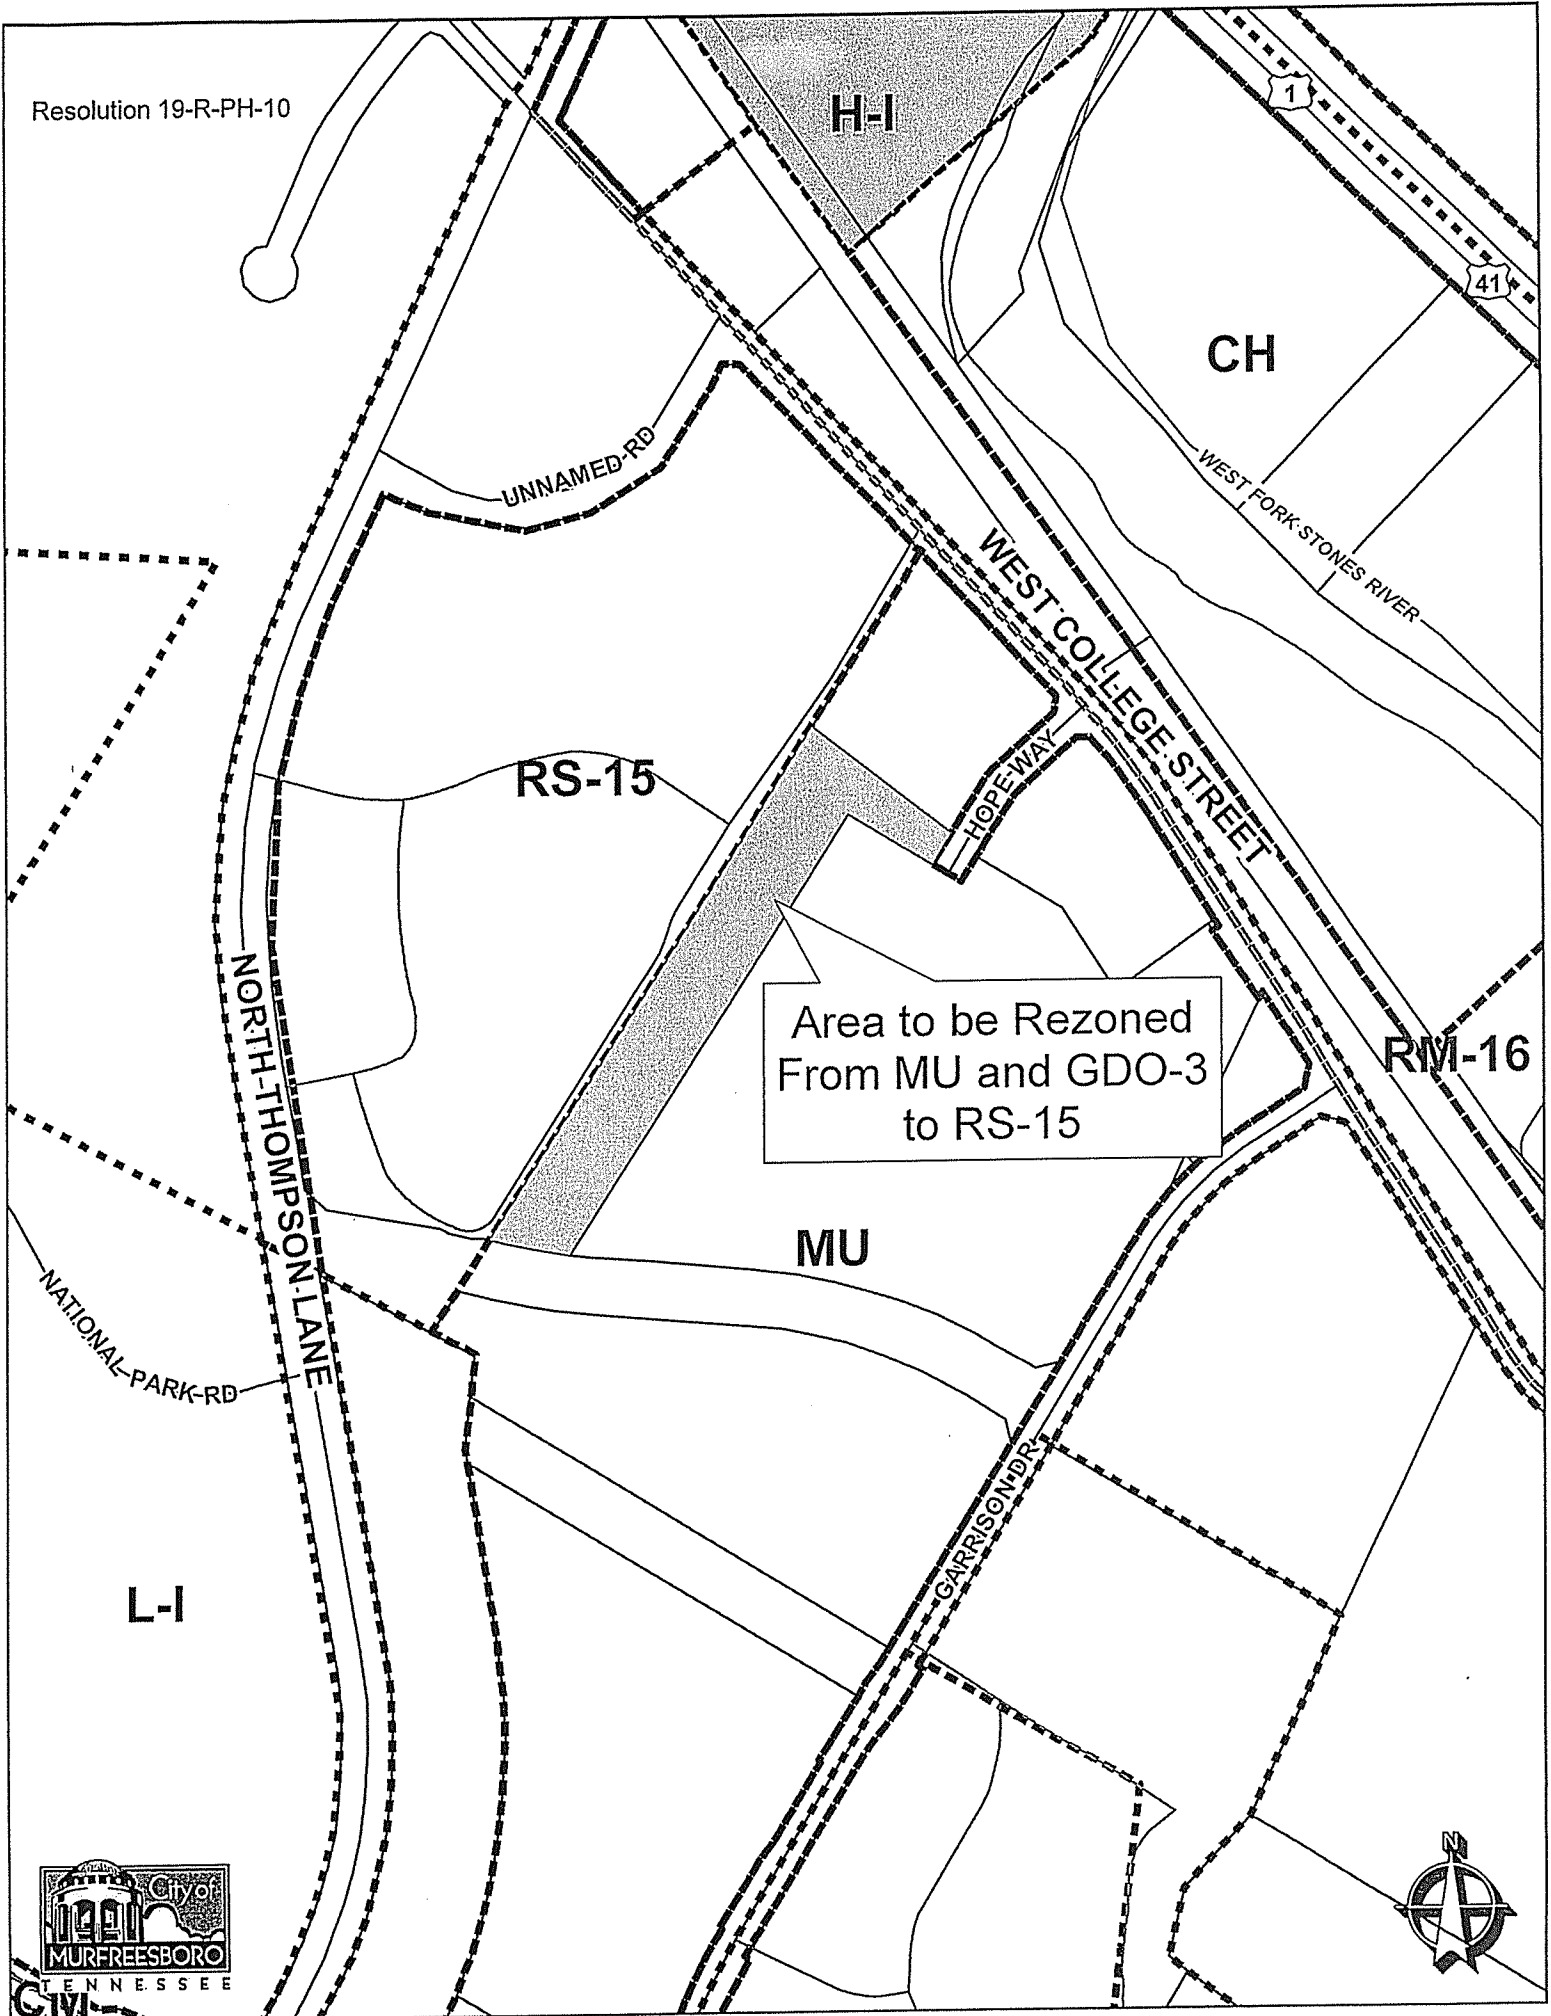 Resolution 19-R-PH-10
H-I
1
41
CH
UNNAMED RD
WEST FORK STONES RIVER
WEST COLLEGE STREET
RS-15
HOPE WAY
NORTH THOMPSON LANE
Area to be Rezoned
From MU and GDO-3
to RS-15
RM-16
MU
NATIONAL PARK RD
GARRISON DR
L-I
N
City of
MURFREESBORO
TENNESSEE
CM